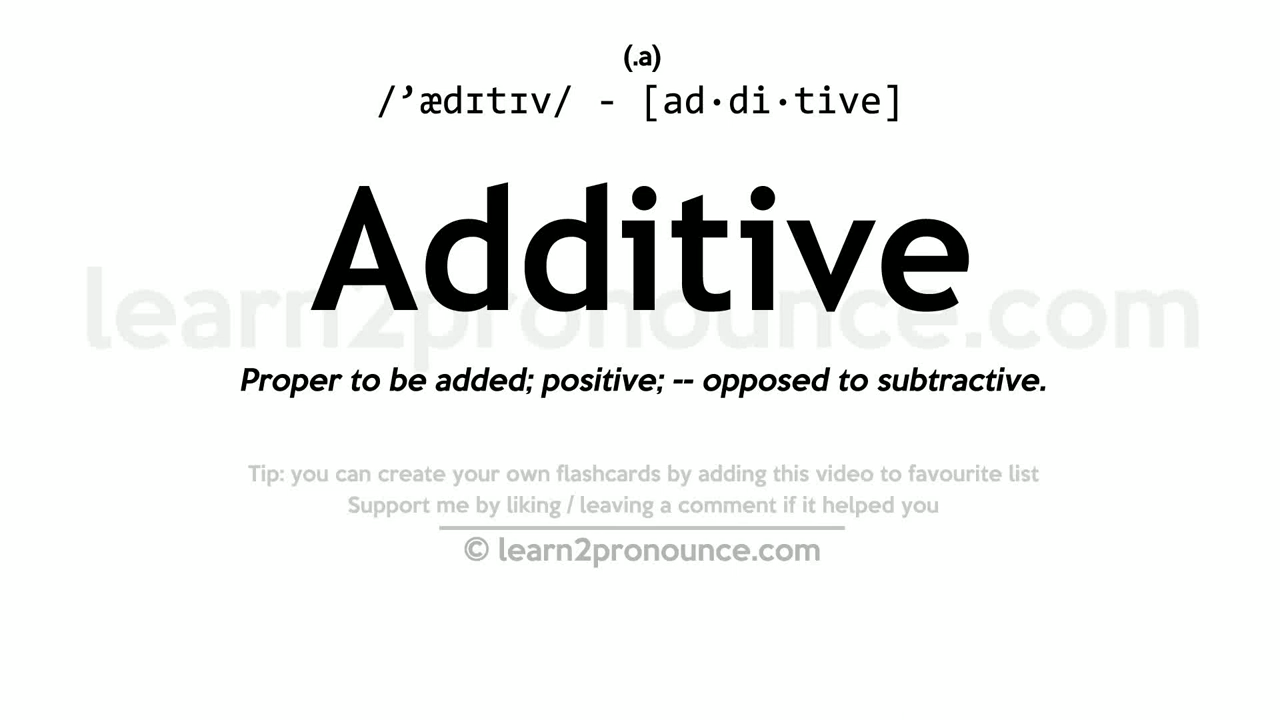 (.a)
/’ædɪtɪv/ - [ad·di·tive]
Additive
learn2pronounce.com
Proper to be added; positive; -- opposed to subtractive.
Tip: you can create your own flashcards by adding this video to favourite list
Support me by liking / leaving a comment if it helped you
© learn2pronounce.com